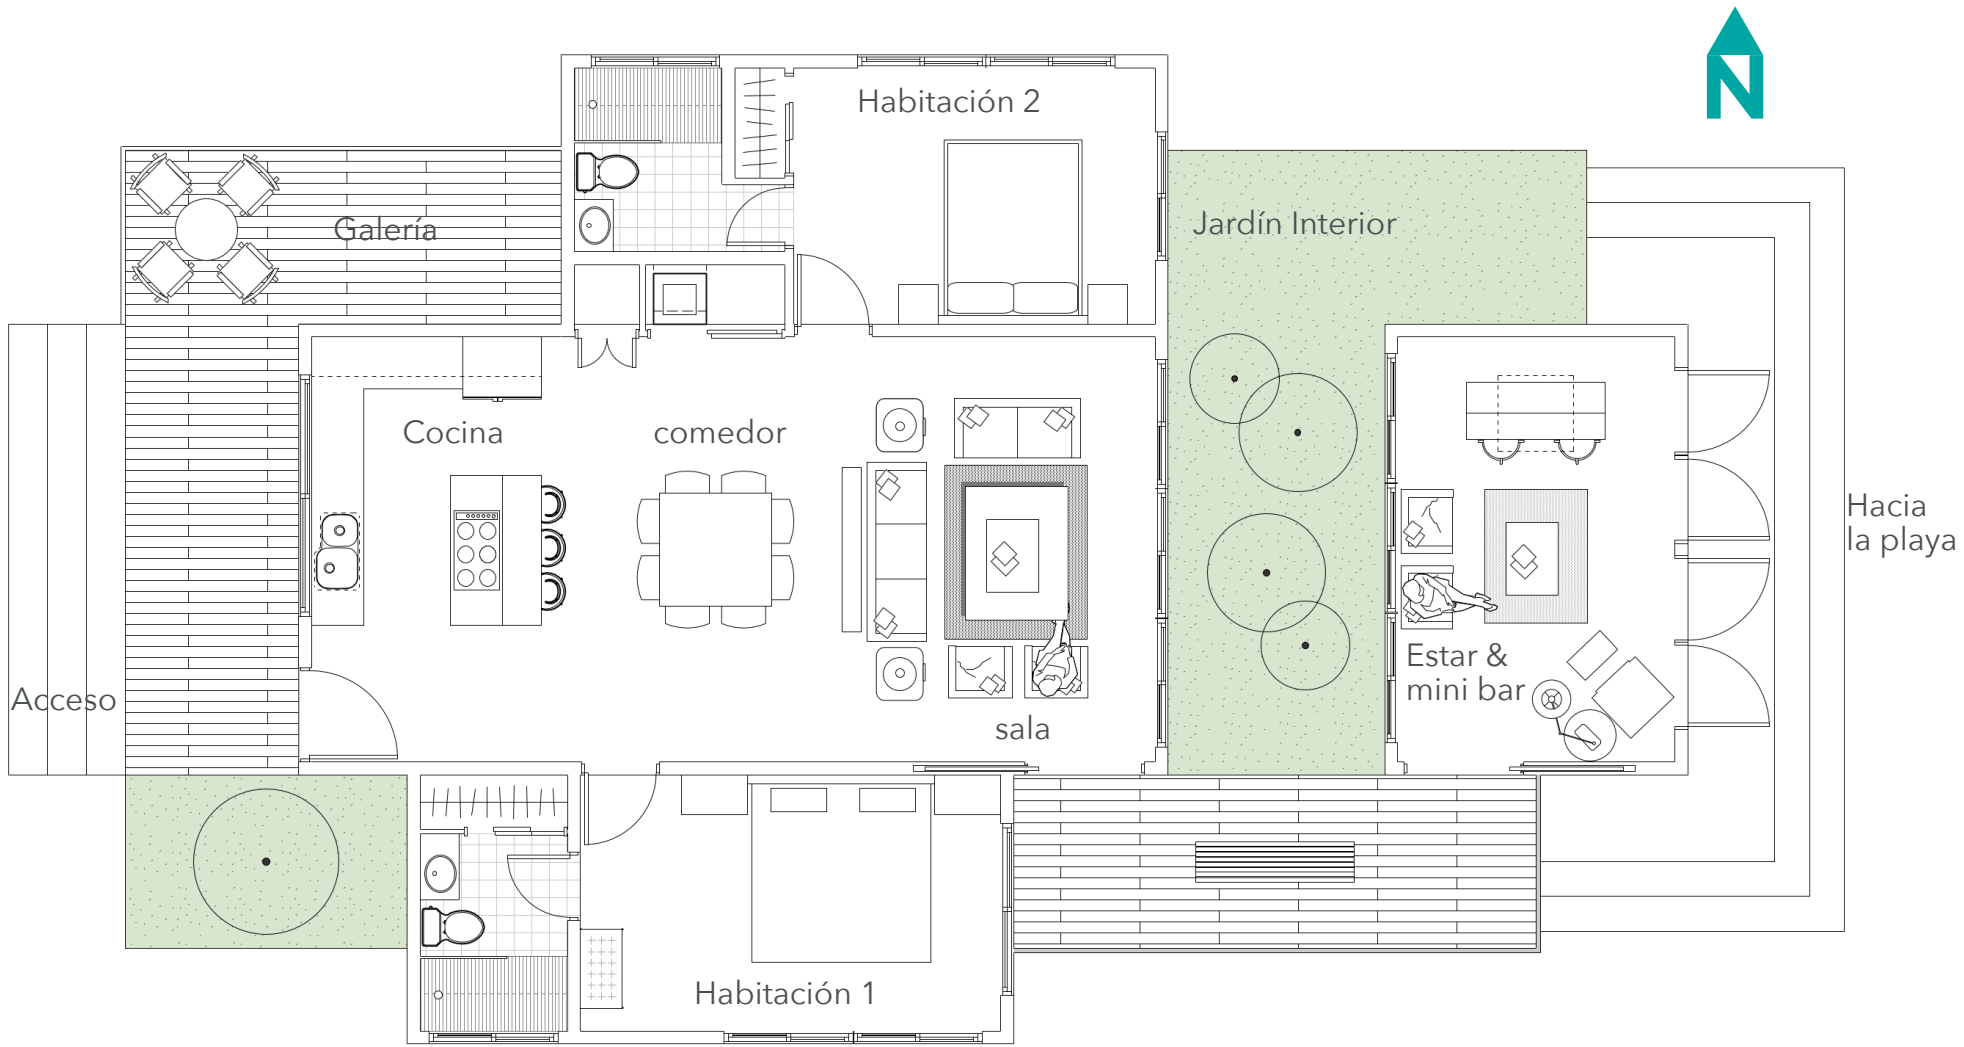 N
Habitación 2
Galería
Jardín Interior
Cocina
comedor
Hacia
la playa
Estar &
mini bar
Acceso
sala
Habitación 1